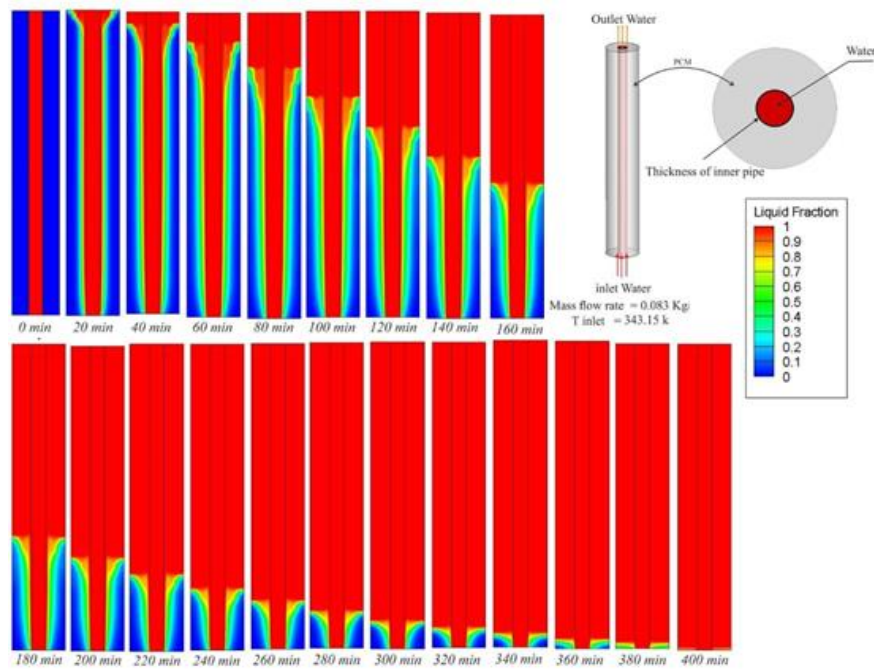 Outlet Water
PCM
Water
Thickness of inner pipe
inlet Water
Mass flow rate = 0.083 Kg/
T inlet = 343.15 k
Liquid Fraction
1
0.9
0.8
0.7
0.6
0.5
0.4
0.3
0.2
0.1
0
0 min 20 min 40 min 60 min 80 min 100 min 120 min 140 min 160 min
180 min 200 min 220 min 240 min 260 min 280 min 300 min 320 min 340 min 360 min 380 min 400 min